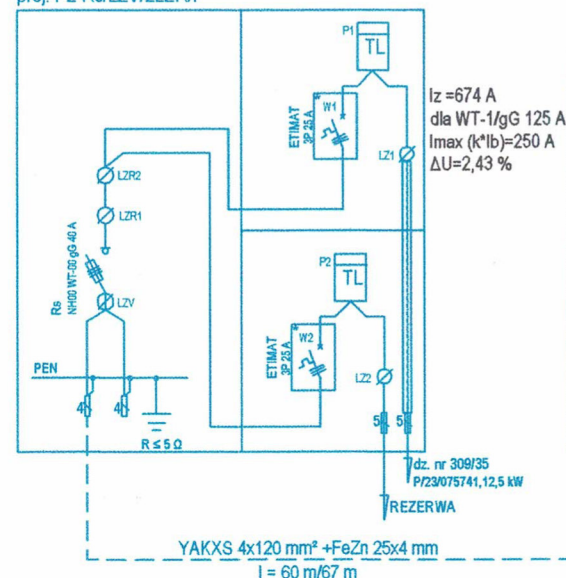 P1
TL
ETIMAT
3P 25 A
W1
LZ1
Iz =674 A
dla WT-1/gG 125 A
Imax (k*Ib)=250 A
ΔU=2,43 %
LZR2
LZR1
Rs
NH00 WT-00 gG 40 A
LZV
PEN
4
4
R ≤ 5 Ω
P2
TL
ETIMAT
3P 25 A
W2
LZ2
5
5
dz. nr 309/35
P/23/075741,12,5 kW
REZERWA
YAKXS 4x120 mm² +FeZn 25x4 mm
l = 60 m/67 m